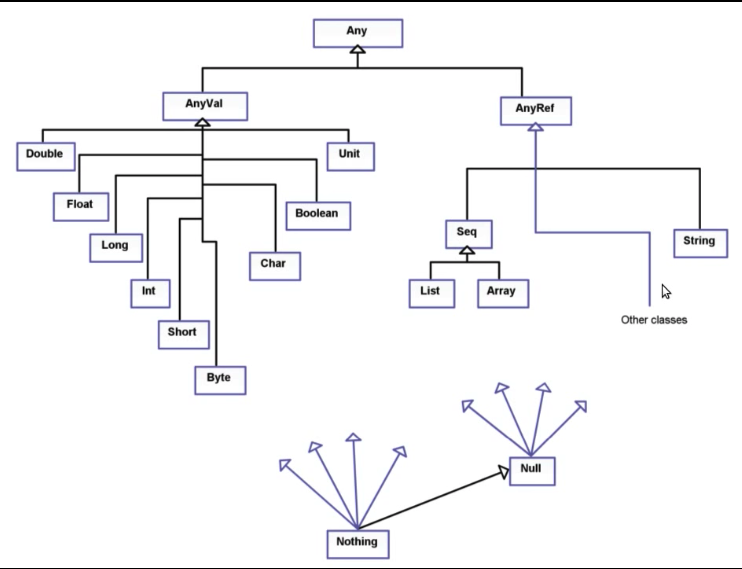 Any
AnyVal
AnyRef
Double
Unit
Float
Boolean
Long
Char
Int
Short
Byte
Seq
String
List
Array
Other classes
Null
Nothing